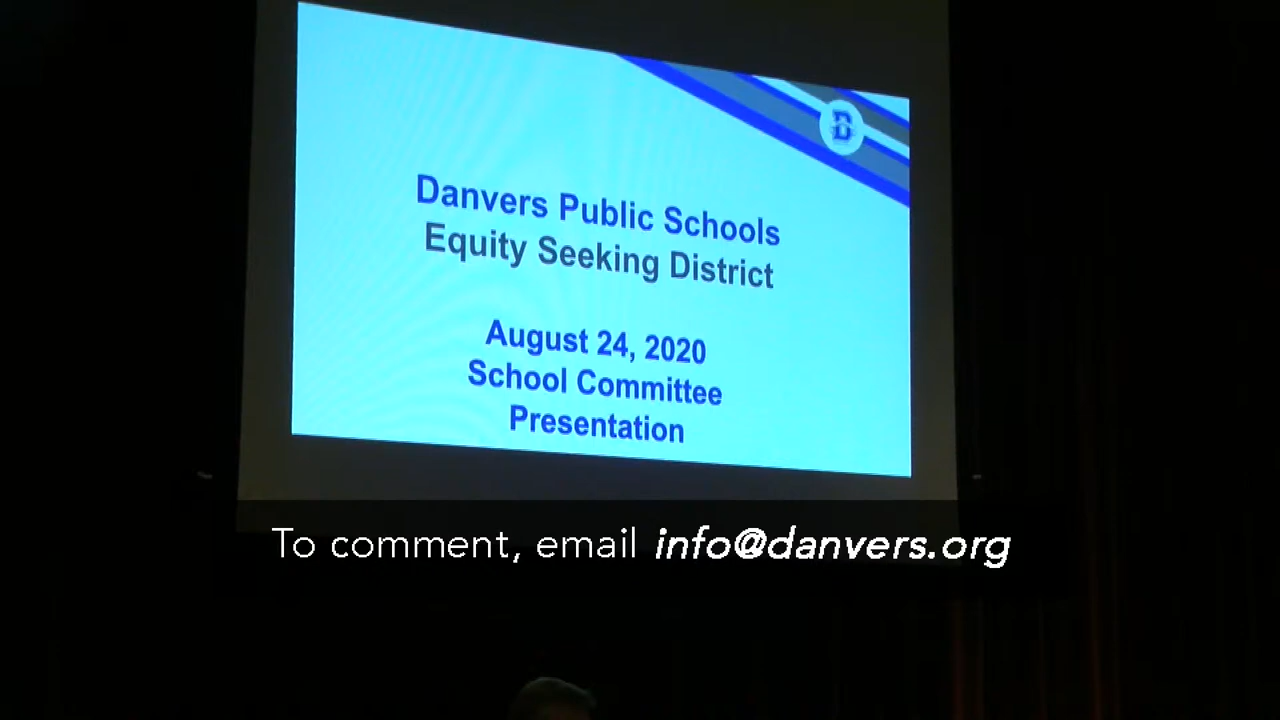 D
Danvers Public Schools
Equity Seeking District
August 24, 2020
School Committee
Presentation
To comment, email info@danvers.org